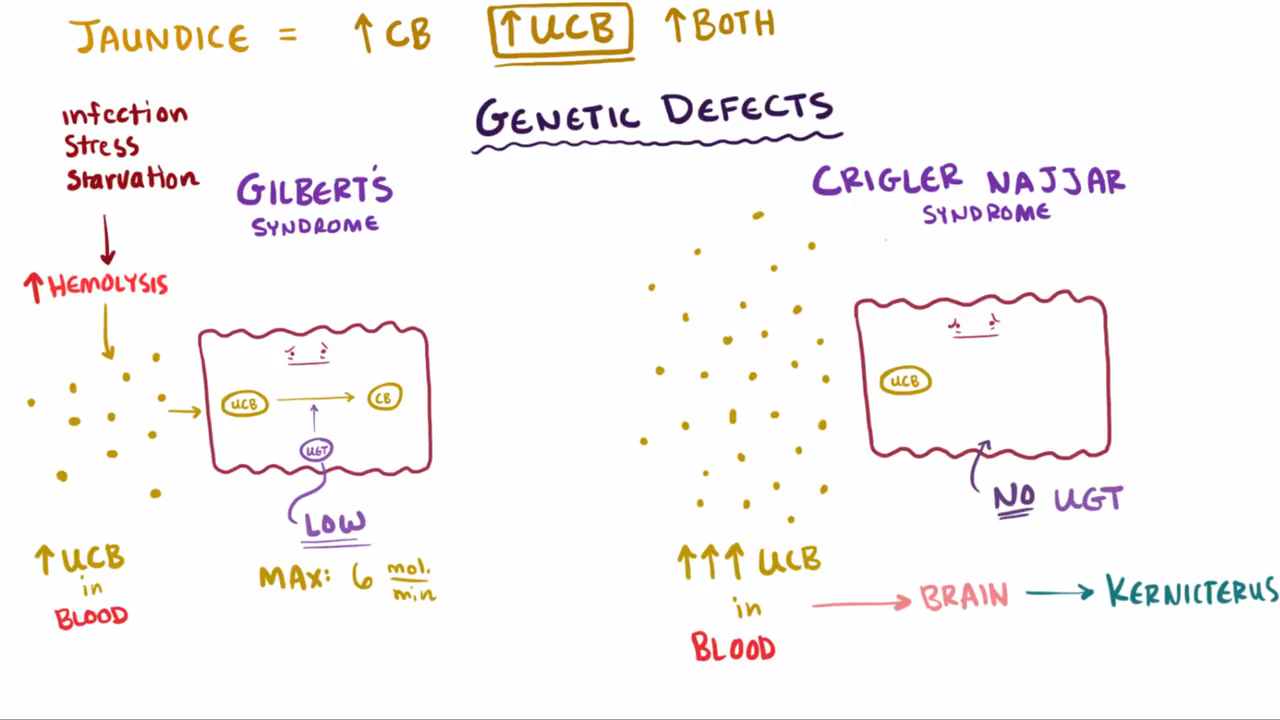 JAUNDICE = ↑CB ↑UCB ↑BOTH
GENETIC DEFECTS
infection
Stress
Starvation
↑HEMOLYSIS
GILBERT'S
SYNDROME
UCB → CB
UGT
LOW
MAX: 6 mol./min
↑UCB
in
BLOOD
CRIGLER NAJJAR
SYNDROME
UCB
NO UGT
↑↑↑UCB
in
BLOOD
BRAIN → KERNICTERUS